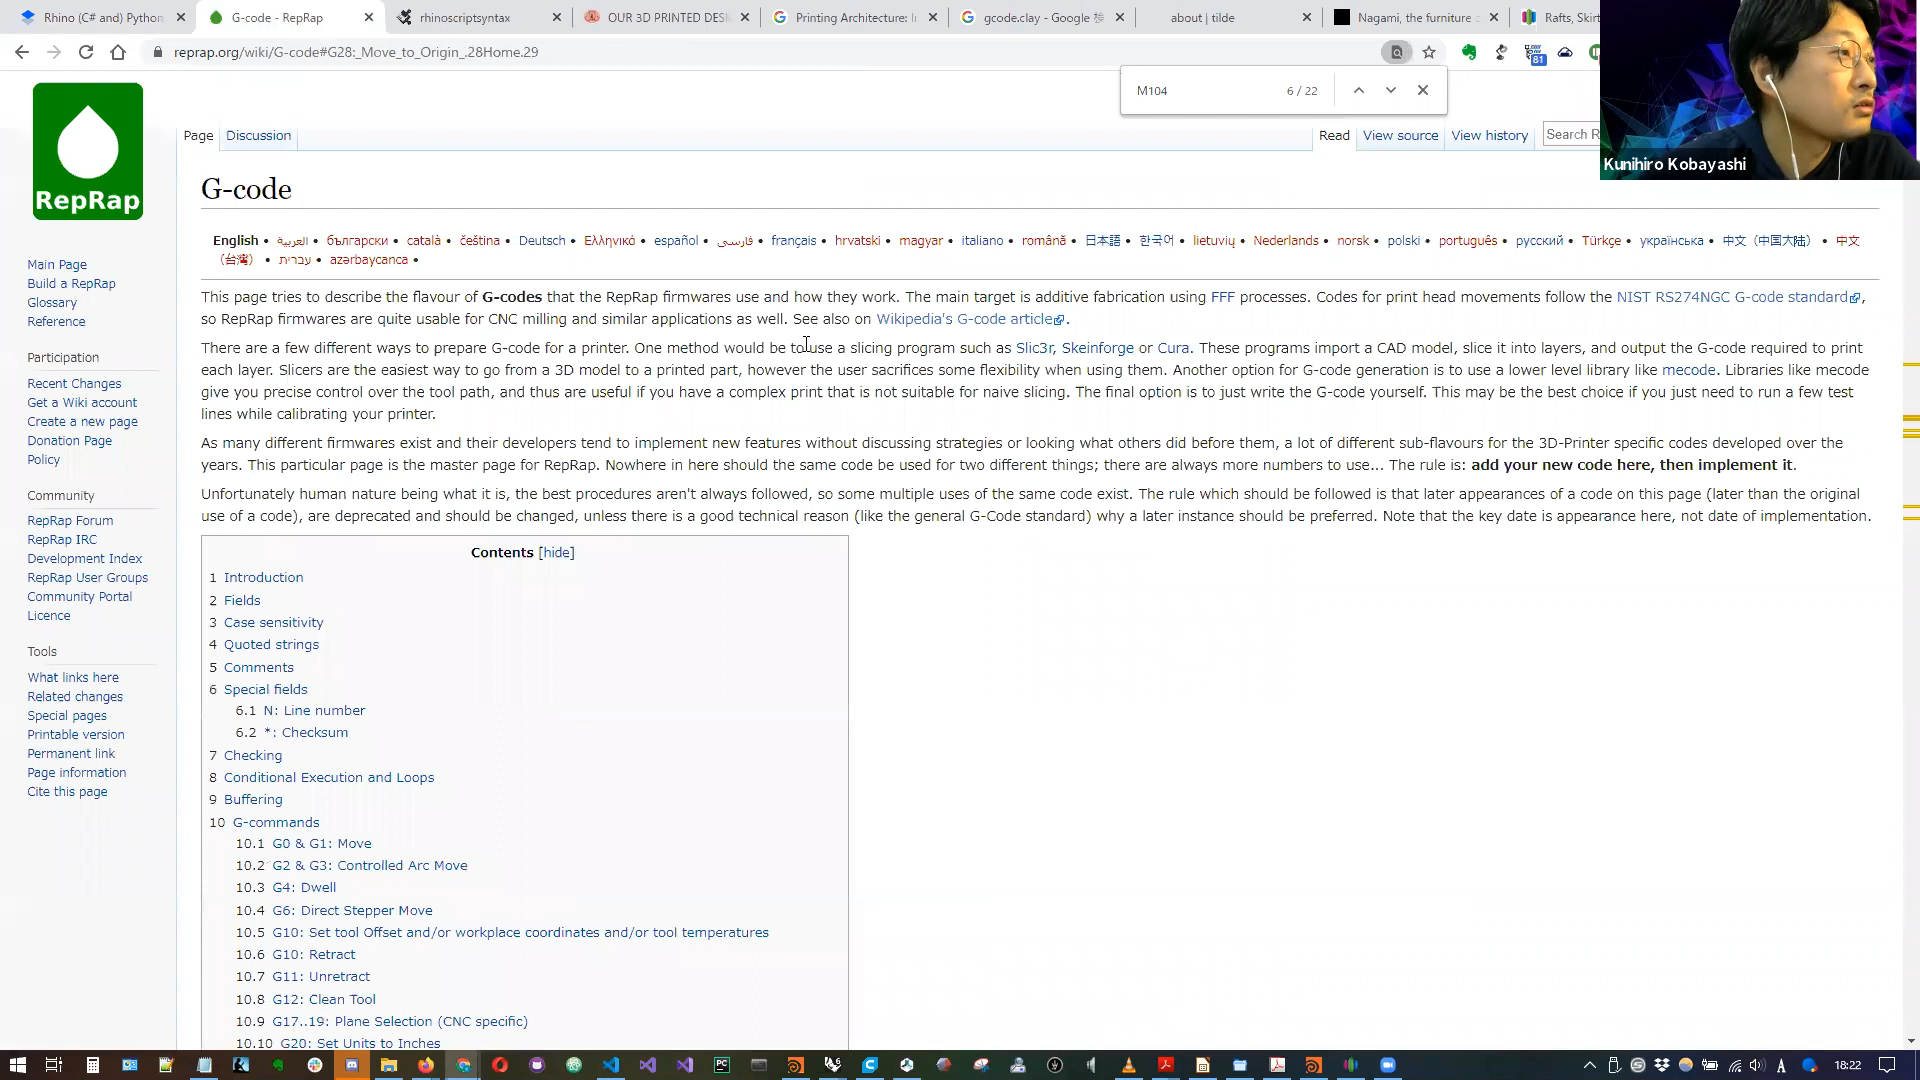 Rhino (C# and) Python
G-code - RepRap
rhinoscriptsyntax
OUR 3D PRINTED DESI
Printing Architecture: I
gcode.clay - Google 検
about | tilde
Nagami, the furniture
Rafts, Skirt
reprap.org/wiki/G-code#G28:_Move_to_Origin_.28Home.29
81
M104
6 / 22
Kunihiro Kobayashi
RepRap
Page
Discussion
Read
View source
View history
Search R
G-code
English • العربية • български • català • čeština • Deutsch • Ελληνικά • español • فارسی • français • hrvatski • magyar • italiano • română • 日本語 • 한국어 • lietuvių • Nederlands • norsk • polski • português • русский • Türkçe • українська • 中文（中国大陆） • 中文
（台灣） • עברית • azərbaycanca •
This page tries to describe the flavour of G-codes that the RepRap firmwares use and how they work. The main target is additive fabrication using FFF processes. Codes for print head movements follow the NIST RS274NGC G-code standard,
so RepRap firmwares are quite usable for CNC milling and similar applications as well. See also on Wikipedia's G-code article.
There are a few different ways to prepare G-code for a printer. One method would be to use a slicing program such as Slic3r, Skeinforge or Cura. These programs import a CAD model, slice it into layers, and output the G-code required to print
each layer. Slicers are the easiest way to go from a 3D model to a printed part, however the user sacrifices some flexibility when using them. Another option for G-code generation is to use a lower level library like mecode. Libraries like mecode
give you precise control over the tool path, and thus are useful if you have a complex print that is not suitable for naive slicing. The final option is to just write the G-code yourself. This may be the best choice if you just need to run a few test
lines while calibrating your printer.
As many different firmwares exist and their developers tend to implement new features without discussing strategies or looking what others did before them, a lot of different sub-flavours for the 3D-Printer specific codes developed over the
years. This particular page is the master page for RepRap. Nowhere in here should the same code be used for two different things; there are always more numbers to use... The rule is: add your new code here, then implement it.
Unfortunately human nature being what it is, the best procedures aren't always followed, so some multiple uses of the same code exist. The rule which should be followed is that later appearances of a code on this page (later than the original
use of a code), are deprecated and should be changed, unless there is a good technical reason (like the general G-Code standard) why a later instance should be preferred. Note that the key date is appearance here, not date of implementation.
Main Page
Build a RepRap
Glossary
Reference
Participation
Recent Changes
Get a Wiki account
Create a new page
Donation Page
Policy
Community
RepRap Forum
RepRap IRC
Development Index
RepRap User Groups
Community Portal
Licence
Tools
What links here
Related changes
Special pages
Printable version
Permanent link
Page information
Cite this page
Contents [hide]
1 Introduction
2 Fields
3 Case sensitivity
4 Quoted strings
5 Comments
6 Special fields
6.1 N: Line number
6.2 *: Checksum
7 Checking
8 Conditional Execution and Loops
9 Buffering
10 G-commands
10.1 G0 & G1: Move
10.2 G2 & G3: Controlled Arc Move
10.3 G4: Dwell
10.4 G6: Direct Stepper Move
10.5 G10: Set tool Offset and/or workplace coordinates and/or tool temperatures
10.6 G10: Retract
10.7 G11: Unretract
10.8 G12: Clean Tool
10.9 G17..19: Plane Selection (CNC specific)
10.10 G20: Set Units to Inches
18:22